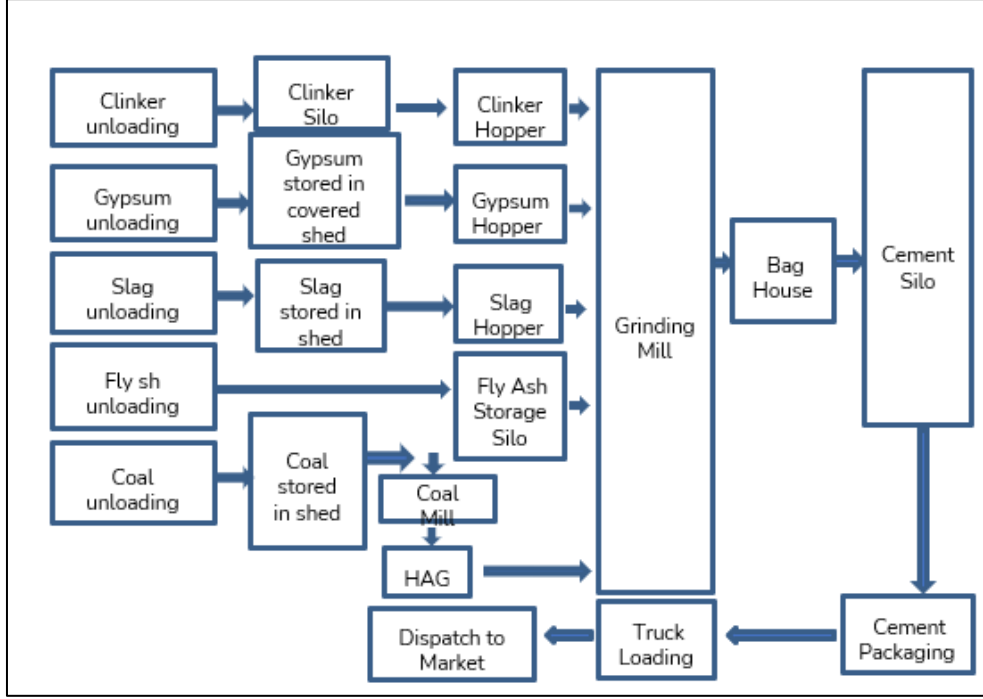 Clinker
unloading
Clinker
Silo
Clinker
Hopper
Gypsum
unloading
Gypsum
stored in
covered
shed
Gypsum
Hopper
Slag
unloading
Slag
stored in
shed
Slag
Hopper
Fly sh
unloading
Fly Ash
Storage
Silo
Coal
unloading
Coal
stored
in shed
Coal
Mill
HAG
Grinding
Mill
Bag
House
Cement
Silo
Cement
Packaging
Truck
Loading
Dispatch to
Market